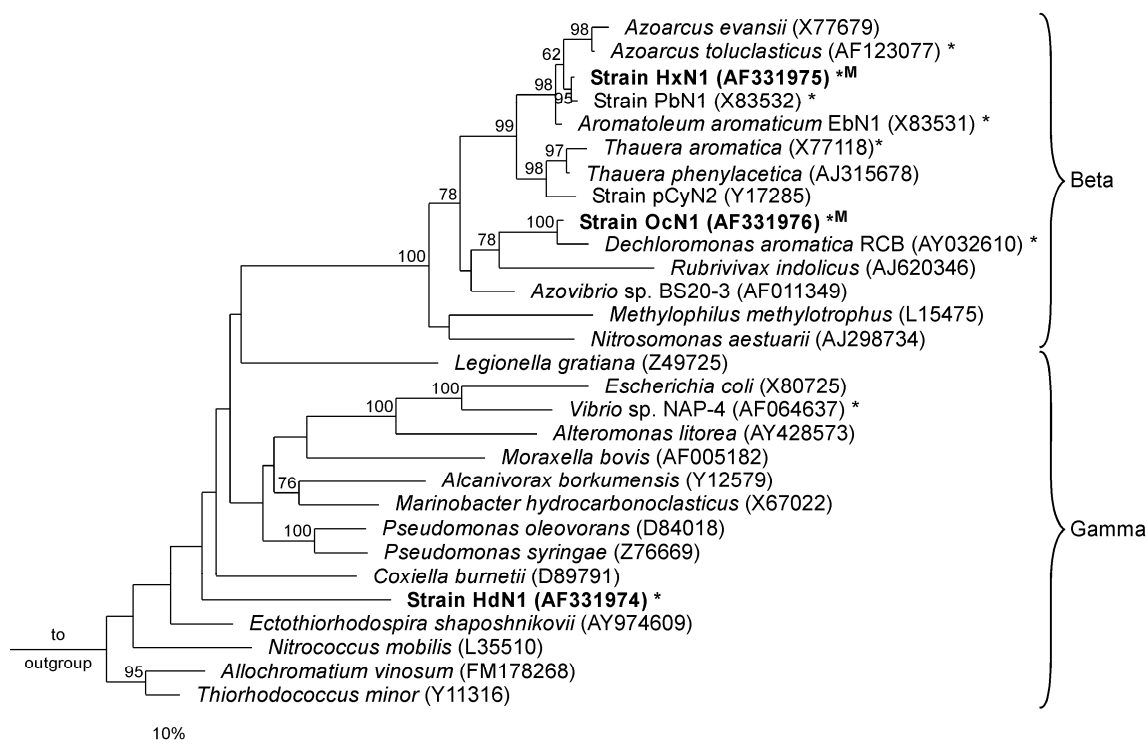 98
Azoarcus evansii (X77679)
Azoarcus toluclasticus (AF123077) *
62
Strain HxN1 (AF331975) *M
98
95
Strain PbN1 (X83532) *
Aromatoleum aromaticum EbN1 (X83531) *
99
97
Thauera aromatica (X77118)*
98
Thauera phenylacetica (AJ315678)
Strain pCyN2 (Y17285)
78
100
Strain OcN1 (AF331976) *M
78
Dechloromonas aromatica RCB (AY032610) *
Rubrivivax indolicus (AJ620346)
100
Azovibrio sp. BS20-3 (AF011349)
Methylophilus methylotrophus (L15475)
Nitrosomonas aestuarii (AJ298734)
Beta
Legionella gratiana (Z49725)
100
Escherichia coli (X80725)
100
Vibrio sp. NAP-4 (AF064637) *
Alteromonas litorea (AY428573)
Moraxella bovis (AF005182)
76
Alcanivorax borkumensis (Y12579)
Marinobacter hydrocarbonoclasticus (X67022)
100
Pseudomonas oleovorans (D84018)
Pseudomonas syringae (Z76669)
Gamma
Coxiella burnetii (D89791)
Strain HdN1 (AF331974) *
Ectothiorhodospira shaposhnikovii (AY974609)
to
outgroup
Nitrococcus mobilis (L35510)
95
Allochromatium vinosum (FM178268)
Thiorhodococcus minor (Y11316)
10%